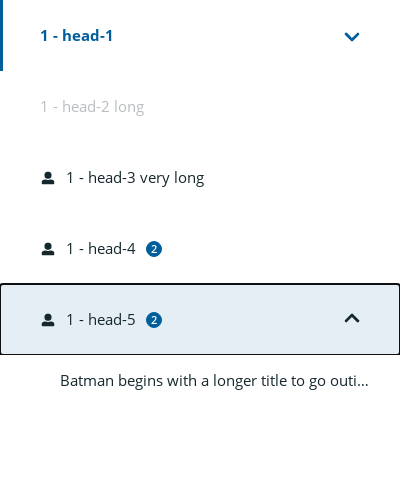 1 - head-1
1 - head-2 long
1 - head-3 very long
1 - head-4 2
1 - head-5 2
Batman begins with a longer title to go outi...